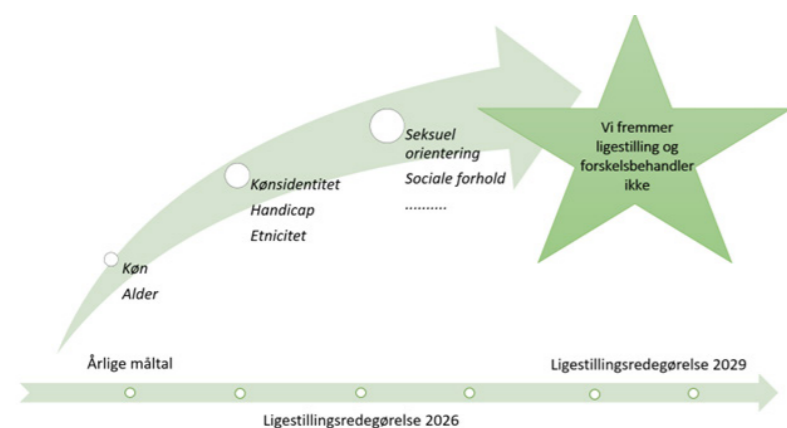 Køn
Alder
Kønsidentitet
Handicap
Etnicitet
Seksuel
orientering
Sociale forhold
..........
Vi fremmer
ligestilling og
forskelsbehandler
ikke
Årlige måltal
Ligestillingsredegørelse 2026
Ligestillingsredegørelse 2029